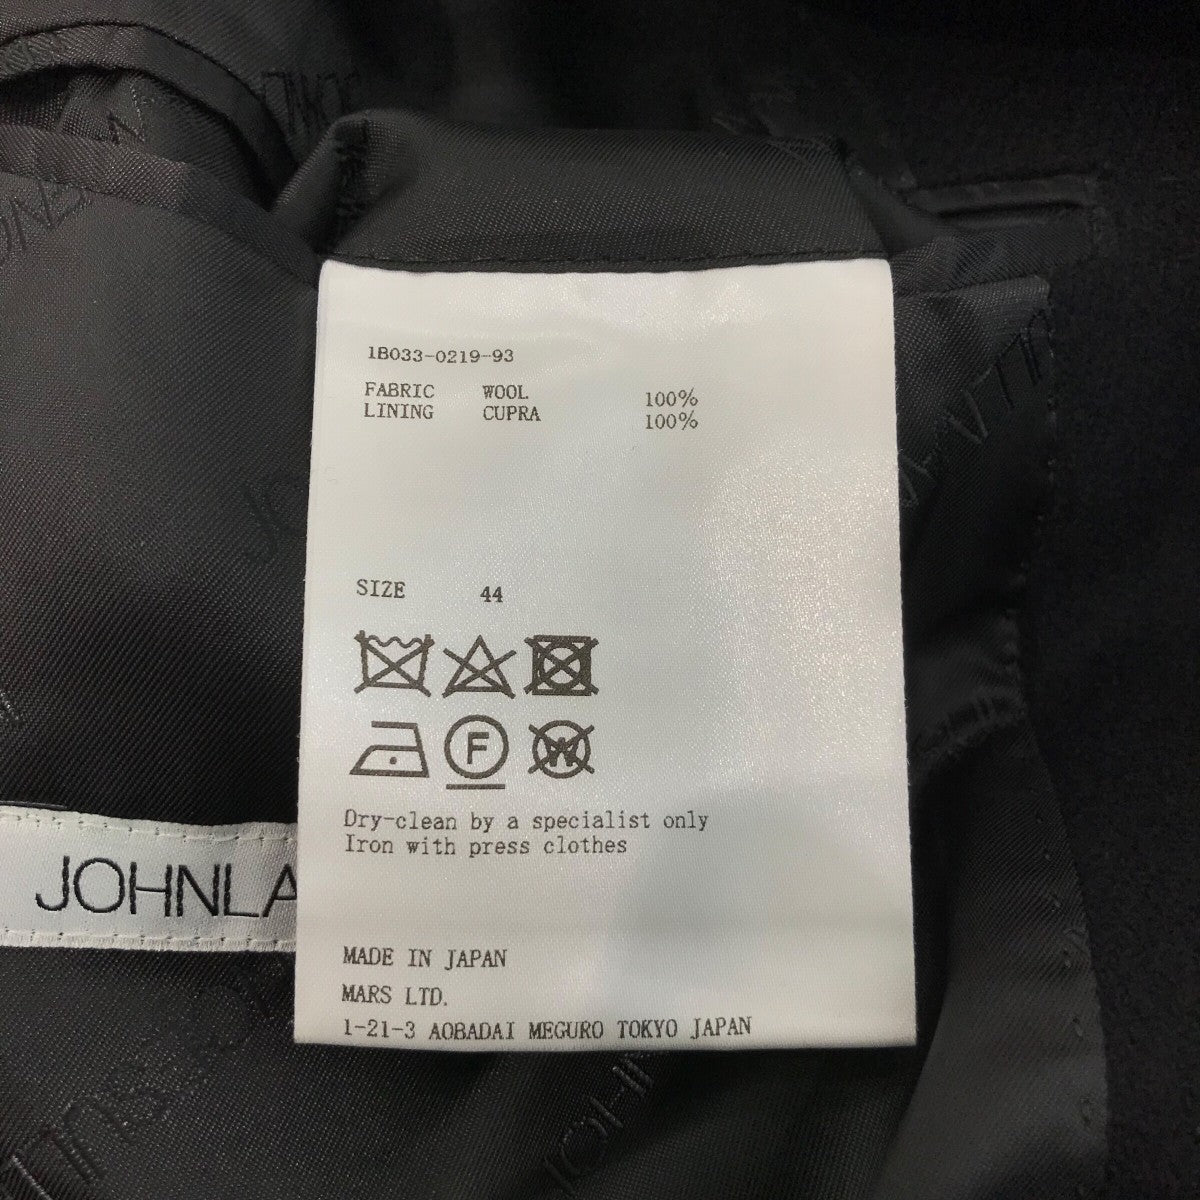 1B033-0219-93
FABRIC WOOL 100%
LINING CUPRA 100%
SIZE 44
F
W
Dry-clean by a specialist only
Iron with press clothes
JOHNLA
MADE IN JAPAN
MARS LTD.
1-21-3 AOBADAI MEGURO TOKYO JAPAN